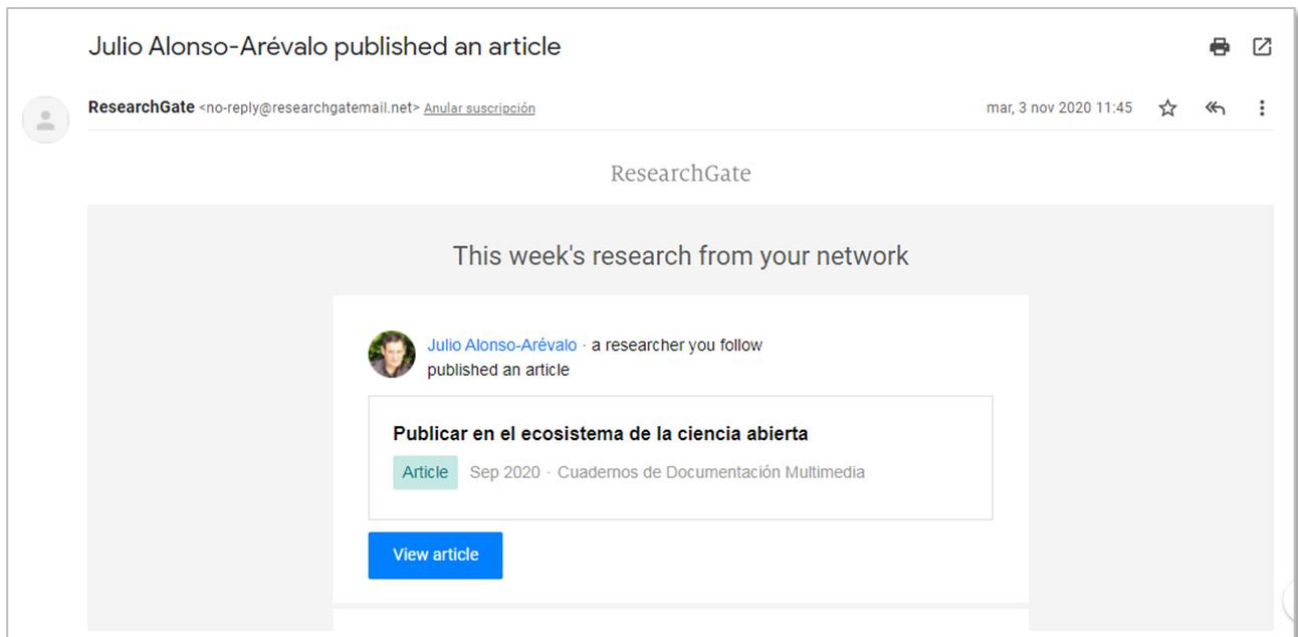 Julio Alonso-Arévalo published an article
ResearchGate <no-reply@researchgatemail.net> Anular suscripción
mar, 3 nov 2020 11:45
ResearchGate
This week's research from your network
Julio Alonso-Arévalo · a researcher you follow
published an article
Publicar en el ecosistema de la ciencia abierta
Article Sep 2020 · Cuadernos de Documentación Multimedia
View article